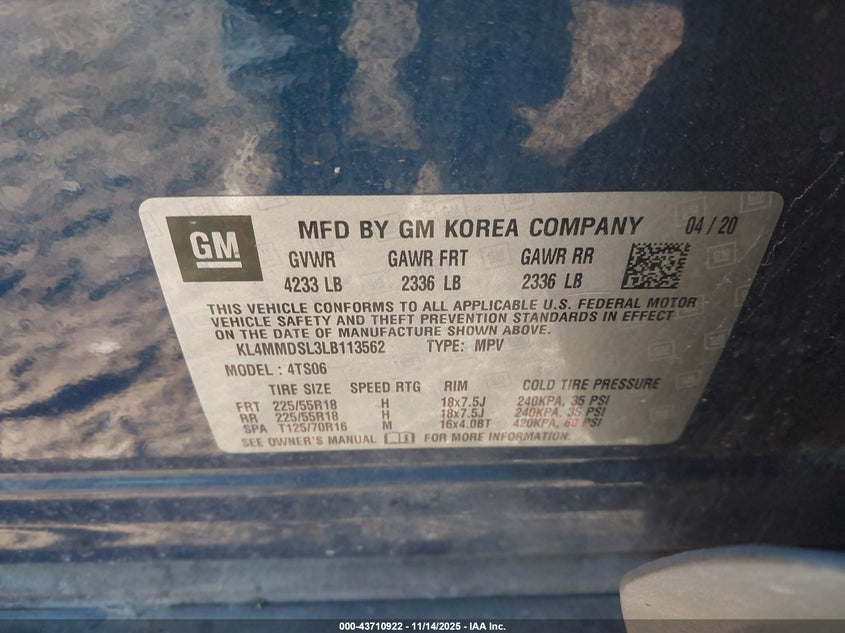 GM MFD BY GM KOREA COMPANY 04 / 20
GVWR GAWR FRT GAWR RR
4233 LB 2336 LB 2336 LB
THIS VEHICLE CONFORMS TO ALL APPLICABLE U.S. FEDERAL MOTOR
VEHICLE SAFETY AND THEFT PREVENTION STANDARDS IN EFFECT
ON THE DATE OF MANUFACTURE SHOWN ABOVE.
KL4MMDSL3LB113562 TYPE: MPV
MODEL : 4TS06
TIRE SIZE SPEED RTG RIM COLD TIRE PRESSURE
FRT 225/55R18 H 18x7.5J 240KPA, 35 PSI
RR 225/55R18 H 18x7.5J 240KPA, 35 PSI
SPA T125/70R16 M 16x4.0BT 420KPA, 60 PSI
SEE OWNER'S MANUAL FOR MORE INFORMATION.
000-43710922 - 11/14/2025 - IAA Inc.